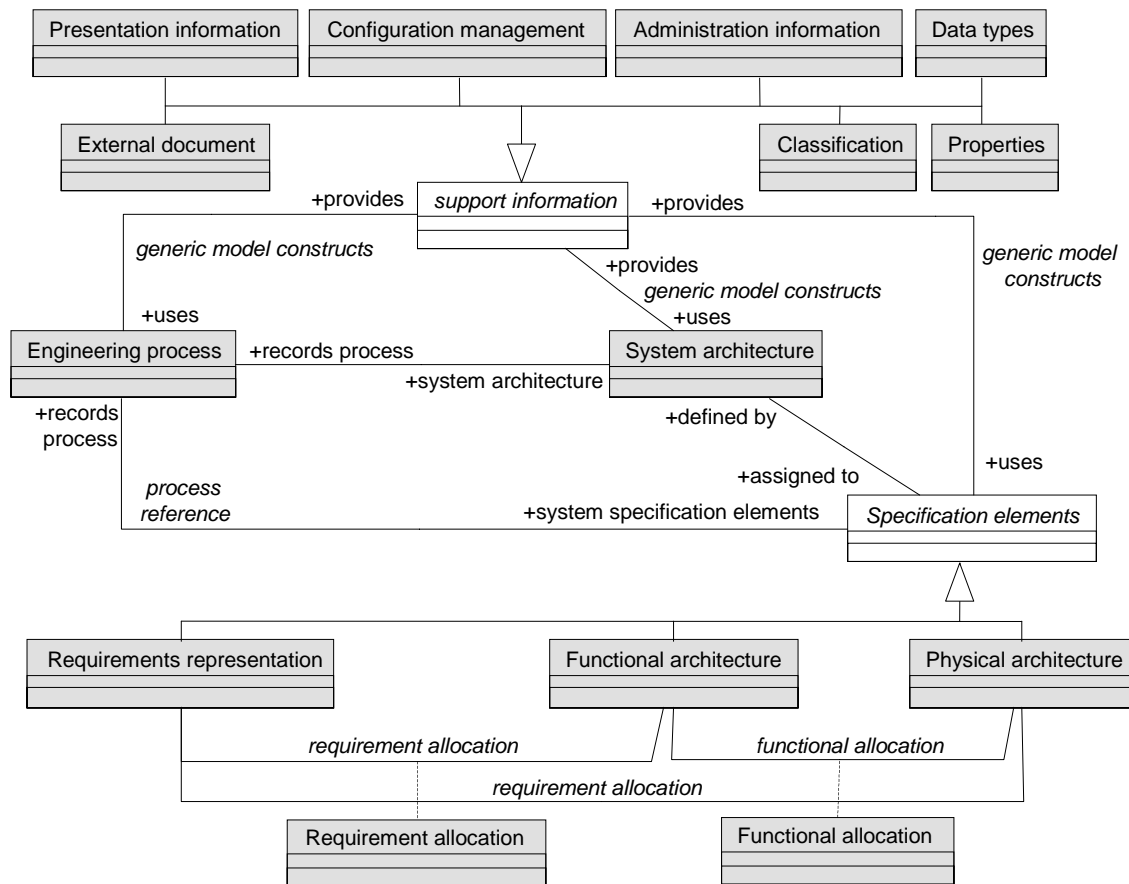 Presentation information
Configuration management
Administration information
Data types
External document
Classification
Properties
+provides
support information
+provides
generic model constructs
+provides
generic model constructs
generic model
constructs
+uses
+uses
Engineering process
+records process
System architecture
+system architecture
+records
process
+defined by
+assigned to
+uses
process
reference
+system specification elements
Specification elements
Requirements representation
Functional architecture
Physical architecture
requirement allocation
functional allocation
requirement allocation
Requirement allocation
Functional allocation